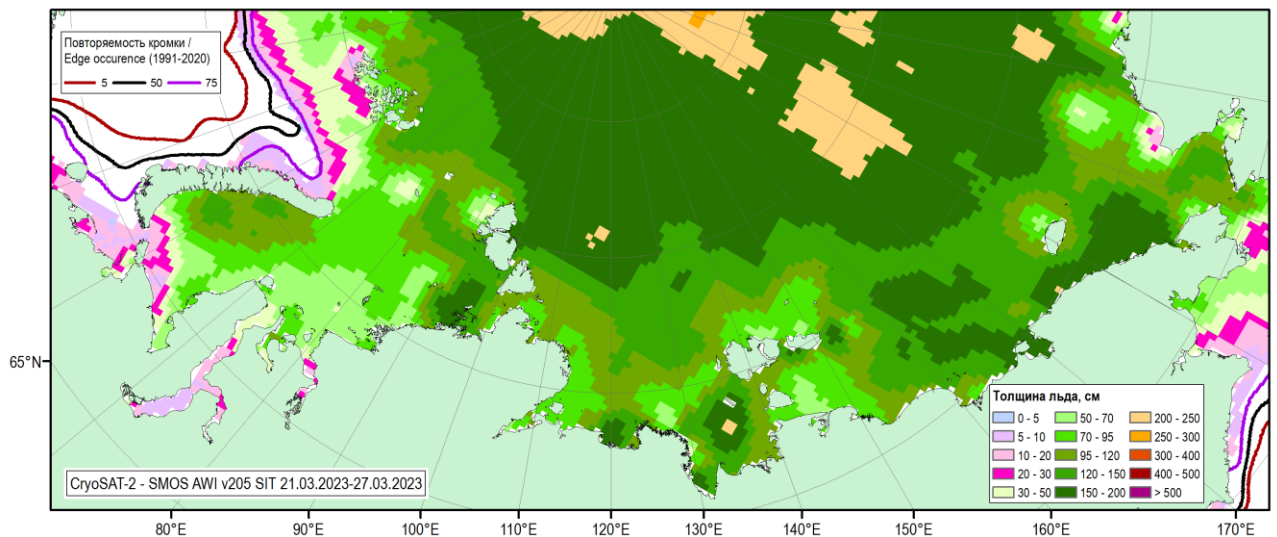 Повторяемость кромки /
Edge occurence (1991-2020)
5 50 75
65°N
Толщина льда, см
0 - 5 50 - 70 200 - 250
5 - 10 70 - 95 250 - 300
10 - 20 95 - 120 300 - 400
20 - 30 120 - 150 400 - 500
30 - 50 150 - 200 > 500
CryoSAT-2 - SMOS AWI v205 SIT 21.03.2023-27.03.2023
80°E 90°E 100°E 110°E 120°E 130°E 140°E 150°E 160°E 170°E